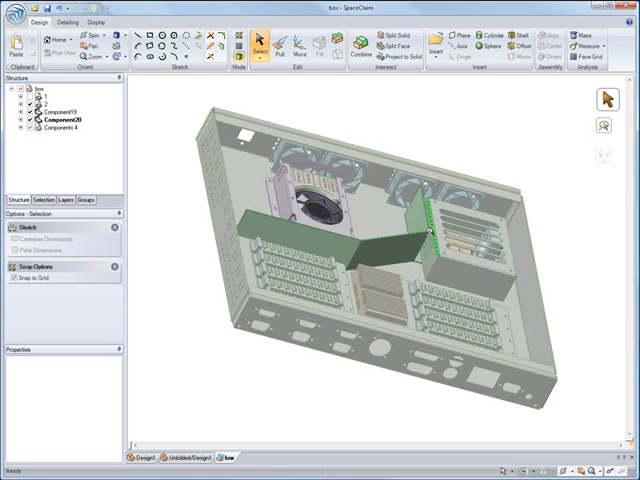 box - SpaceClaim
Design
Detailing
Display
Paste
Home
Spin
Plan View
Pan
Zoom
Select
Pull
Move
Fill
Combine
Split Solid
Split Face
Project to Solid
Insert
Plane
Axis
Cylinder
Sphere
Shell
Offset
Mirror
Align
Center
Orient
Mass
Measure
Face Grid
Clipboard
Orient
Sketch
Mode
Edit
Intersect
Insert
Assembly
Analysis
Structure
box
1
2
Component19
Component20
Components 4
Structure
Selection
Layers
Groups
Options - Selection
Sketch
Cartesian Dimensions
Polar Dimensions
Snap Options
Snap to Grid
Properties
Design1
Unfolded/Design1
box
Ready